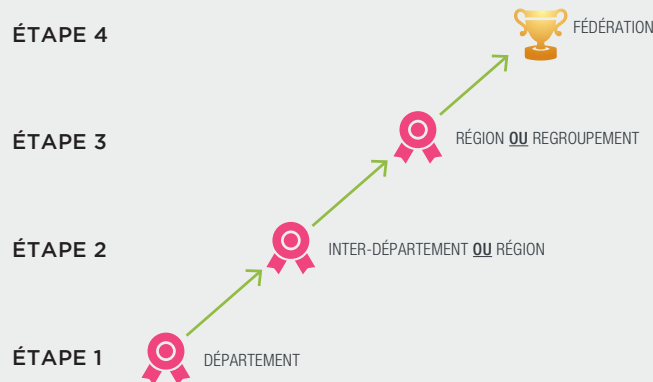 ÉTAPE 4 FÉDÉRATION
ÉTAPE 3 RÉGION OU REGROUPEMENT
ÉTAPE 2 INTER-DÉPARTEMENT OU RÉGION
ÉTAPE 1 DÉPARTEMENT